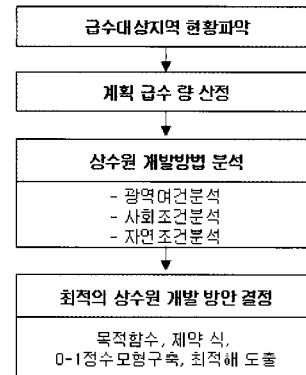 급수대상지역 현황파악
계획 급수 량 산정
상수원 개발방법 분석
- 광역여건분석
- 사회조건분석
- 자연조건분석
최적의 상수원 개발 방안 결정
목적함수, 제약 식,
0-1정수모형구축, 최적해 도출